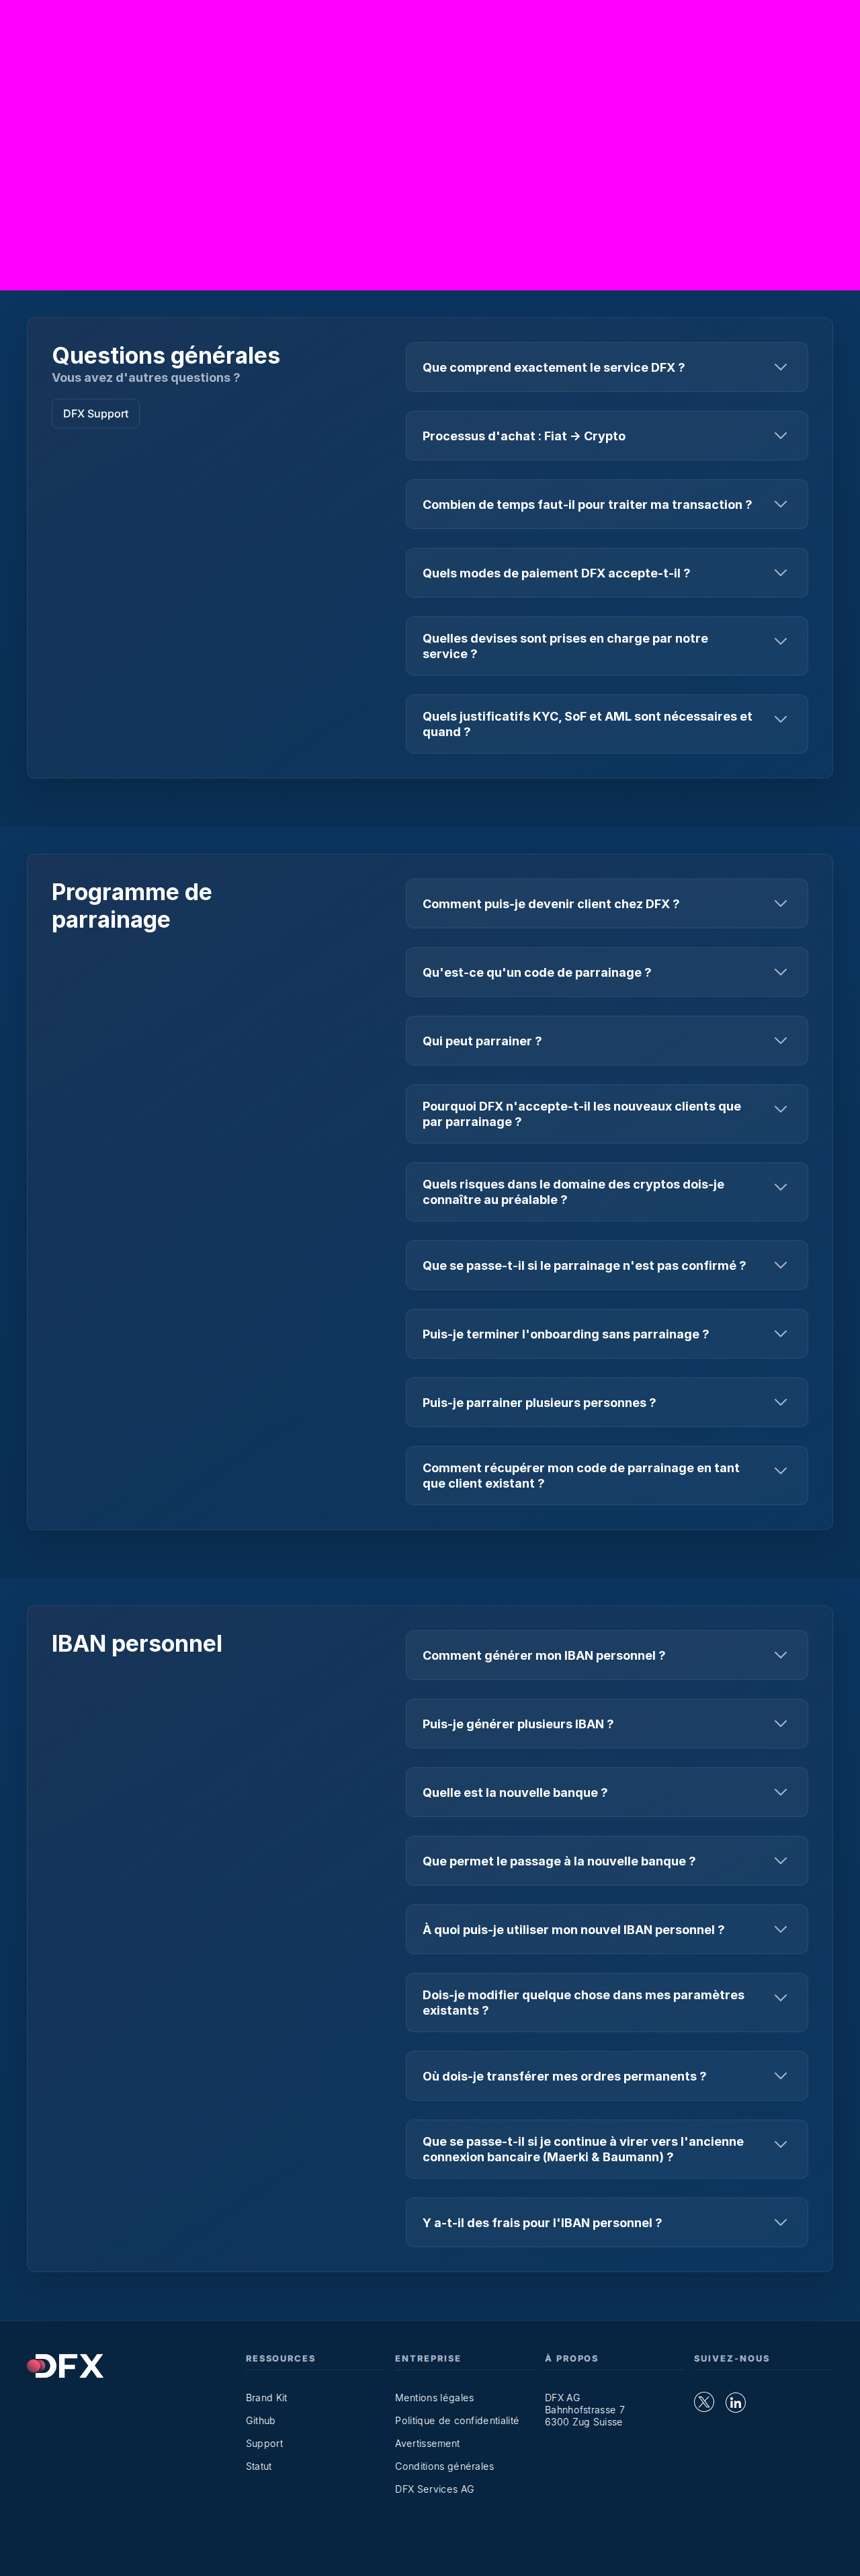 Questions générales
Vous avez d'autres questions ?
DFX Support
Que comprend exactement le service DFX ?
Processus d'achat : Fiat → Crypto
Combien de temps faut-il pour traiter ma transaction ?
Quels modes de paiement DFX accepte-t-il ?
Quelles devises sont prises en charge par notre
service ?
Quels justificatifs KYC, SoF et AML sont nécessaires et
quand ?
Programme de
parrainage
Comment puis-je devenir client chez DFX ?
Qu'est-ce qu'un code de parrainage ?
Qui peut parrainer ?
Pourquoi DFX n'accepte-t-il les nouveaux clients que
par parrainage ?
Quels risques dans le domaine des cryptos dois-je
connaître au préalable ?
Que se passe-t-il si le parrainage n'est pas confirmé ?
Puis-je terminer l'onboarding sans parrainage ?
Puis-je parrainer plusieurs personnes ?
Comment récupérer mon code de parrainage en tant
que client existant ?
IBAN personnel
Comment générer mon IBAN personnel ?
Puis-je générer plusieurs IBAN ?
Quelle est la nouvelle banque ?
Que permet le passage à la nouvelle banque ?
À quoi puis-je utiliser mon nouvel IBAN personnel ?
Dois-je modifier quelque chose dans mes paramètres
existants ?
Où dois-je transférer mes ordres permanents ?
Que se passe-t-il si je continue à virer vers l'ancienne
connexion bancaire (Maerki & Baumann) ?
Y a-t-il des frais pour l'IBAN personnel ?
DFX
RESSOURCES
Brand Kit
Github
Support
Statut
ENTREPRISE
Mentions légales
Politique de confidentialité
Avertissement
Conditions générales
DFX Services AG
À PROPOS
DFX AG
Bahnhofstrasse 7
6300 Zug Suisse
SUIVEZ-NOUS